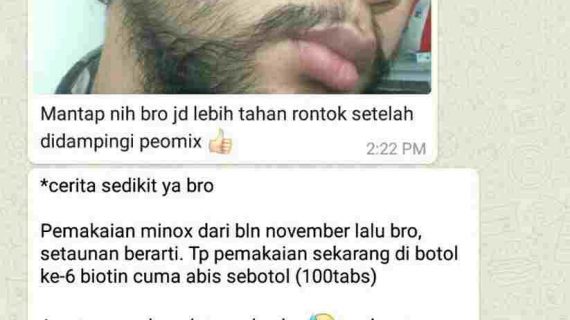 Mantap nih bro jd lebih tahan rontok setelah
didampingi peomix 👍
2:22 PM
*cerita sedikit ya bro
Pemakaian minox dari bln november lalu bro,
setaunan berarti. Tp pemakaian sekarang di botol
ke-6 biotin cuma abis sebotol (100tabs)